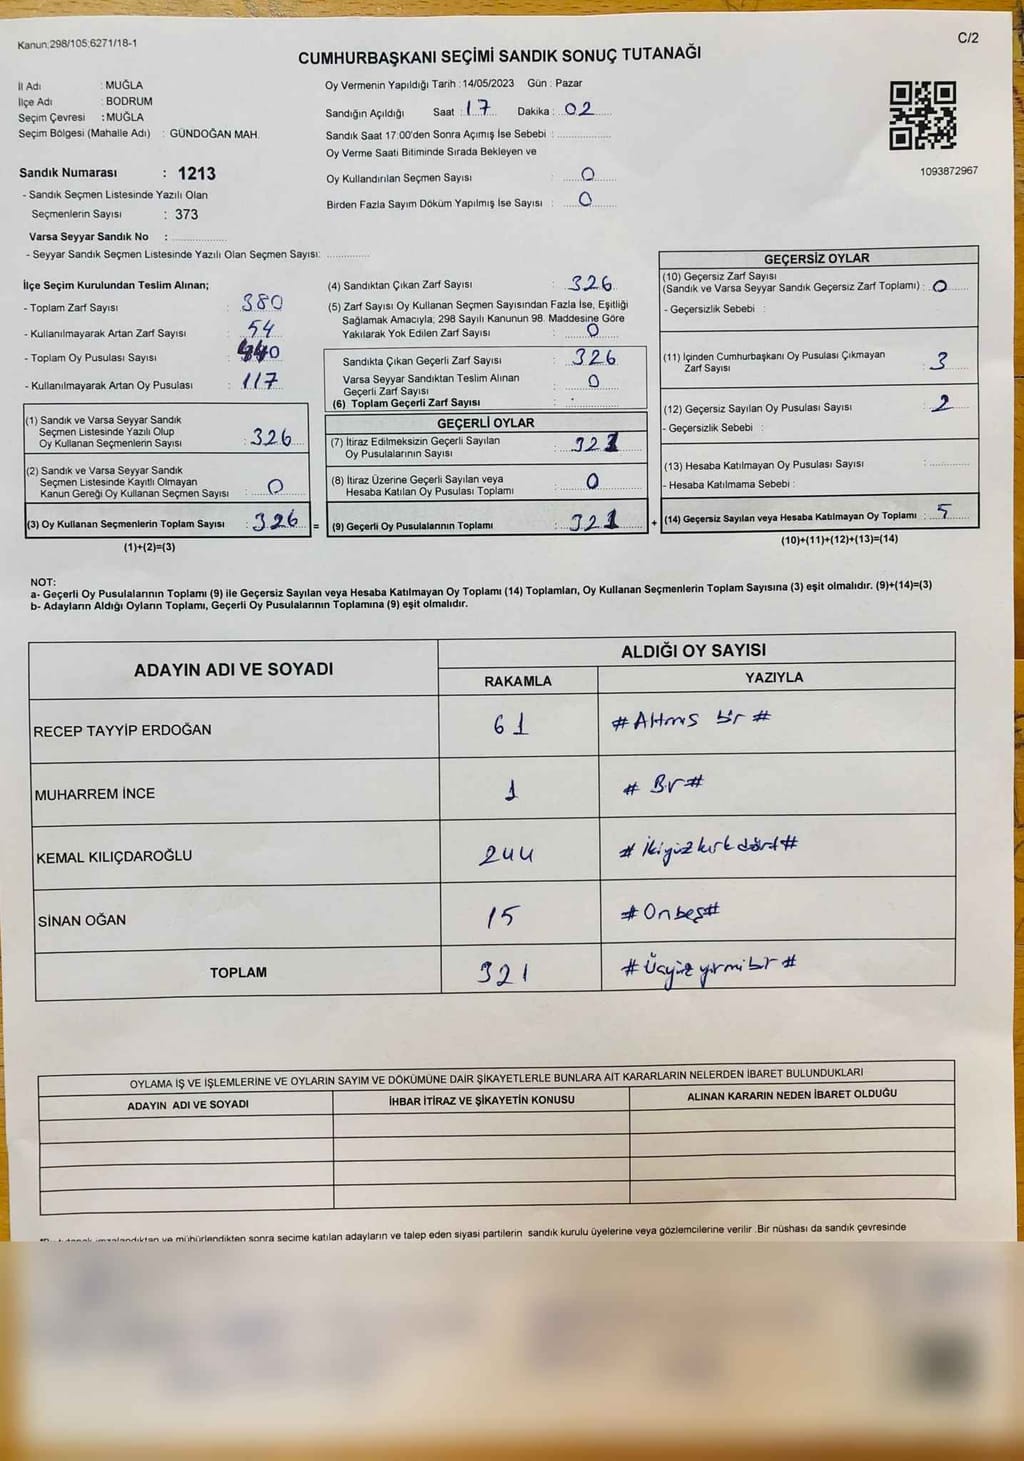 Kanun;298/105;6271/18-1
C/2
CUMHURBAŞKANI SEÇİMİ SANDIK SONUÇ TUTANAĞI
İl Adı : MUĞLA
İlçe Adı : BODRUM
Seçim Çevresi : MUĞLA
Seçim Bölgesi (Mahalle Adı) : GÜNDOĞAN MAH.
Sandık Numarası : 1213
- Sandık Seçmen Listesinde Yazılı Olan
Seçmenlerin Sayısı : 373
Varsa Seyyar Sandık No :
- Seyyar Sandık Seçmen Listesinde Yazılı Olan Seçmen Sayısı:
Oy Vermenin Yapıldığı Tarih : 14/05/2023 Gün : Pazar
Sandığın Açıldığı Saat : 17 Dakika : 02
Sandık Saat 17:00'den Sonra Açımış İse Sebebi :
Oy Verme Saati Bitiminde Sırada Bekleyen ve
Oy Kullandırılan Seçmen Sayısı : 0
Birden Fazla Sayım Döküm Yapılmış İse Sayısı : 0
1093872967
İlçe Seçim Kurulundan Teslim Alınan;
- Toplam Zarf Sayısı : 380
- Kullanılmayarak Artan Zarf Sayısı : 54
- Toplam Oy Pusulası Sayısı : 440
- Kullanılmayarak Artan Oy Pusulası : 117
(1) Sandık ve Varsa Seyyar Sandık
Seçmen Listesinde Yazılı Olup
Oy Kullanan Seçmenlerin Sayısı : 326
(2) Sandık ve Varsa Seyyar Sandık
Seçmen Listesinde Kayıtlı Olmayan
Kanun Gereği Oy Kullanan Seçmen Sayısı : 0
(3) Oy Kullanan Seçmenlerin Toplam Sayısı : 326 =
(1)+(2)=(3)
(4) Sandıktan Çıkan Zarf Sayısı : 326
(5) Zarf Sayısı Oy Kullanan Seçmen Sayısından Fazla İse, Eşitliği
Sağlamak Amacıyla, 298 Sayılı Kanunun 98. Maddesine Göre
Yakılarak Yok Edilen Zarf Sayısı : 0
Sandıkta Çıkan Geçerli Zarf Sayısı : 326
Varsa Seyyar Sandıktan Teslim Alınan
Geçerli Zarf Sayısı : 0
(6) Toplam Geçerli Zarf Sayısı :
GEÇERLİ OYLAR
(7) İtiraz Edilmeksizin Geçerli Sayılan
Oy Pusulalarının Sayısı : 321
(8) İtiraz Üzerine Geçerli Sayılan veya
Hesaba Katılan Oy Pusulası Toplamı : 0
(9) Geçerli Oy Pusulalarının Toplamı : 321 +
GEÇERSİZ OYLAR
(10) Geçersiz Zarf Sayısı
(Sandık ve Varsa Seyyar Sandık Geçersiz Zarf Toplamı) : 0
- Geçersizlik Sebebi :
(11) İçinden Cumhurbaşkanı Oy Pusulası Çıkmayan
Zarf Sayısı : 3
(12) Geçersiz Sayılan Oy Pusulası Sayısı : 2
- Geçersizlik Sebebi :
(13) Hesaba Katılmayan Oy Pusulası Sayısı :
- Hesaba Katılmama Sebebi :
(14) Geçersiz Sayılan veya Hesaba Katılmayan Oy Toplamı : 5
(10)+(11)+(12)+(13)=(14)
NOT:
a- Geçerli Oy Pusulalarının Toplamı (9) ile Geçersiz Sayılan veya Hesaba Katılmayan Oy Toplamı (14) Toplamları, Oy Kullanan Seçmenlerin Toplam Sayısına (3) eşit olmalıdır. (9)+(14)=(3)
b- Adayların Aldığı Oyların Toplamı, Geçerli Oy Pusulalarının Toplamına (9) eşit olmalıdır.
ADAYIN ADI VE SOYADI
ALDIĞI OY SAYISI
RAKAMLA YAZIYLA
RECEP TAYYİP ERDOĞAN 61 # Altmış bir #
MUHARREM İNCE 1 # Bir #
KEMAL KILIÇDAROĞLU 244 # ikiyüzkırkdört #
SİNAN OĞAN 15 # Onbeş #
TOPLAM 321 # Üçyüzyirmibir #
OYLAMA İŞ VE İŞLEMLERİNE VE OYLARIN SAYIM VE DÖKÜMÜNE DAİR ŞİKAYETLERLE BUNLARA AİT KARARLARIN NELERDEN İBARET BULUNDUKLARI
ADAYIN ADI VE SOYADI
İHBAR İTİRAZ VE ŞİKAYETİN KONUSU
ALINAN KARARIN NEDEN İBARET OLDUĞU
tutanak imzalandıktan ve mühürlendikten sonra seçime katılan adayların ve talep eden siyasi partilerin sandık kurulu üyelerine veya gözlemcilerine verilir .Bir nüshası da sandık çevresinde